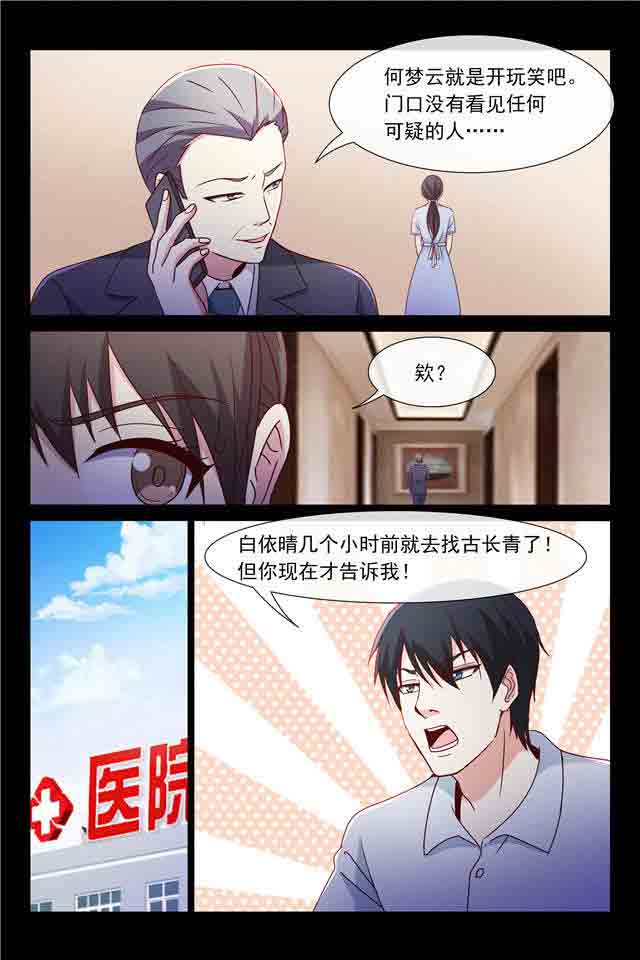 何梦云就是开玩笑吧。
门口没有看见任何
可疑的人……
欸?
白依晴几个小时前就去找古长青了!
但你现在才告诉我!
医院